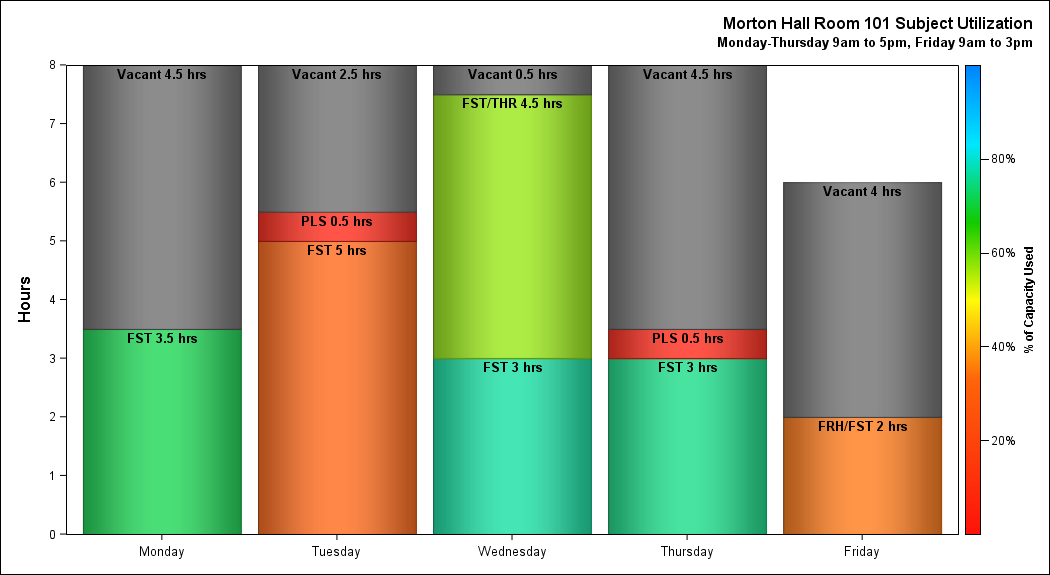 Morton Hall Room 101 Subject Utilization
Monday-Thursday 9am to 5pm, Friday 9am to 3pm
Hours
8
7
6
5
4
3
2
1
0
Vacant 4.5 hrs
FST 3.5 hrs
Vacant 2.5 hrs
PLS 0.5 hrs
FST 5 hrs
Vacant 0.5 hrs
FST/THR 4.5 hrs
FST 3 hrs
Vacant 4.5 hrs
PLS 0.5 hrs
FST 3 hrs
Vacant 4 hrs
FRH/FST 2 hrs
Monday
Tuesday
Wednesday
Thursday
Friday
80%
60%
40%
20%
% of Capacity Used